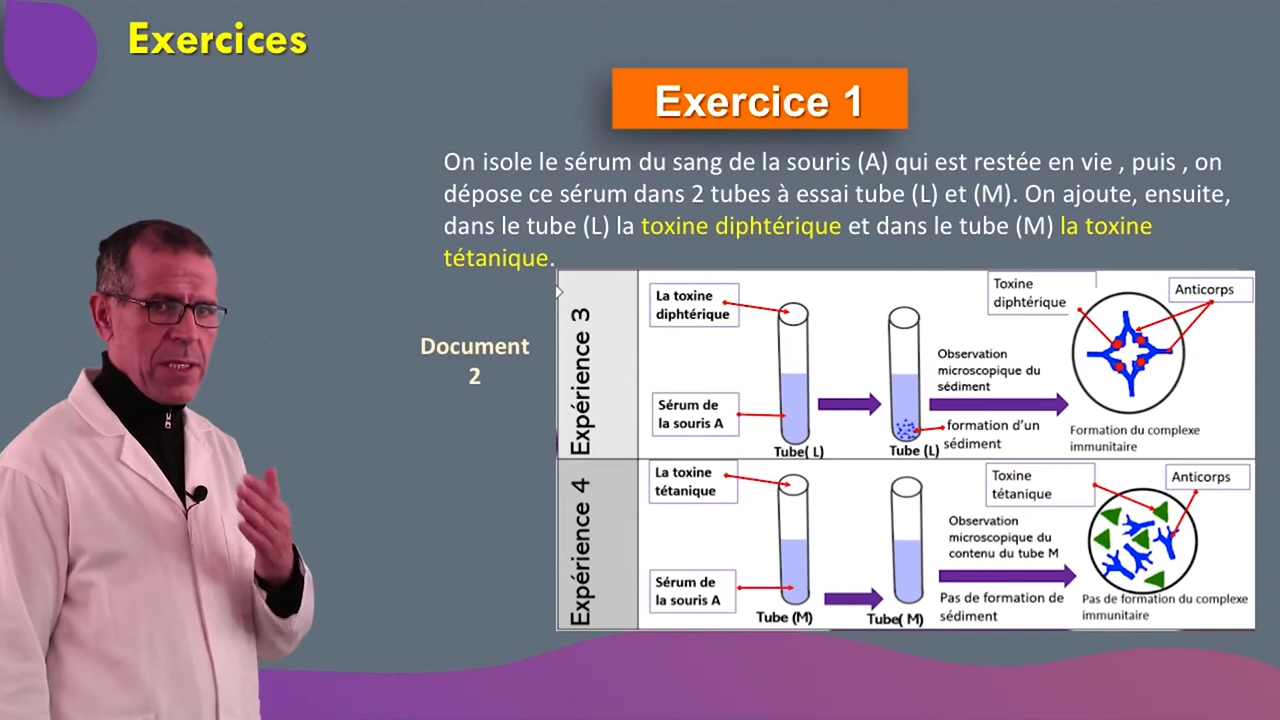 Exercices
Exercice 1
On isole le sérum du sang de la souris (A) qui est restée en vie , puis , on
dépose ce sérum dans 2 tubes à essai tube (L) et (M). On ajoute, ensuite,
dans le tube (L) la toxine diphtérique et dans le tube (M) la toxine
tétanique.
Document
2
Expérience 3
La toxine
diphtérique
Sérum de
la souris A
Tube( L)
Tube (L)
formation d'un
sédiment
Observation
microscopique du
sédiment
Toxine
diphtérique
Anticorps
Formation du complexe
immunitaire
Expérience 4
La toxine
tétanique
Sérum de
la souris A
Tube (M)
Tube( M)
Observation
microscopique du
contenu du tube M
Pas de formation de
sédiment
Toxine
tétanique
Anticorps
Pas de formation du complexe
immunitaire